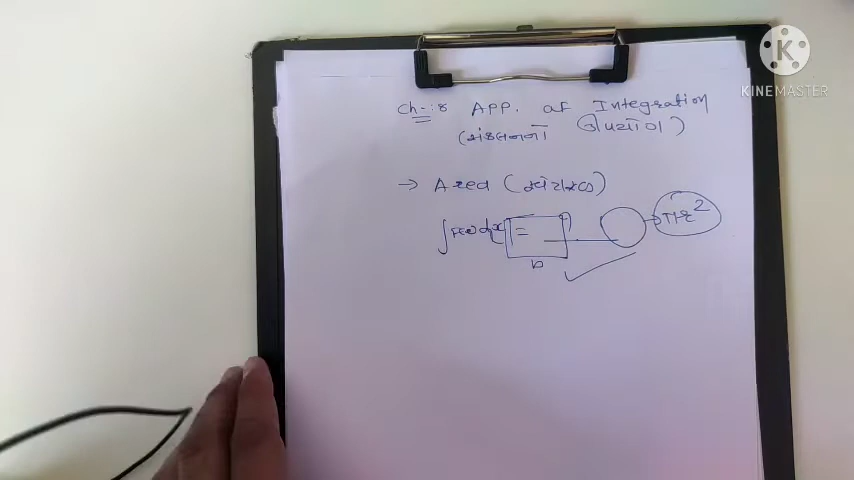 K
KINEMASTER
Ch-:8 APP. of Integration
(સંકલનનો ઉપયોગ)
→ Area (ક્ષેત્રફળ)
∫f(x)dx =
πr²
b